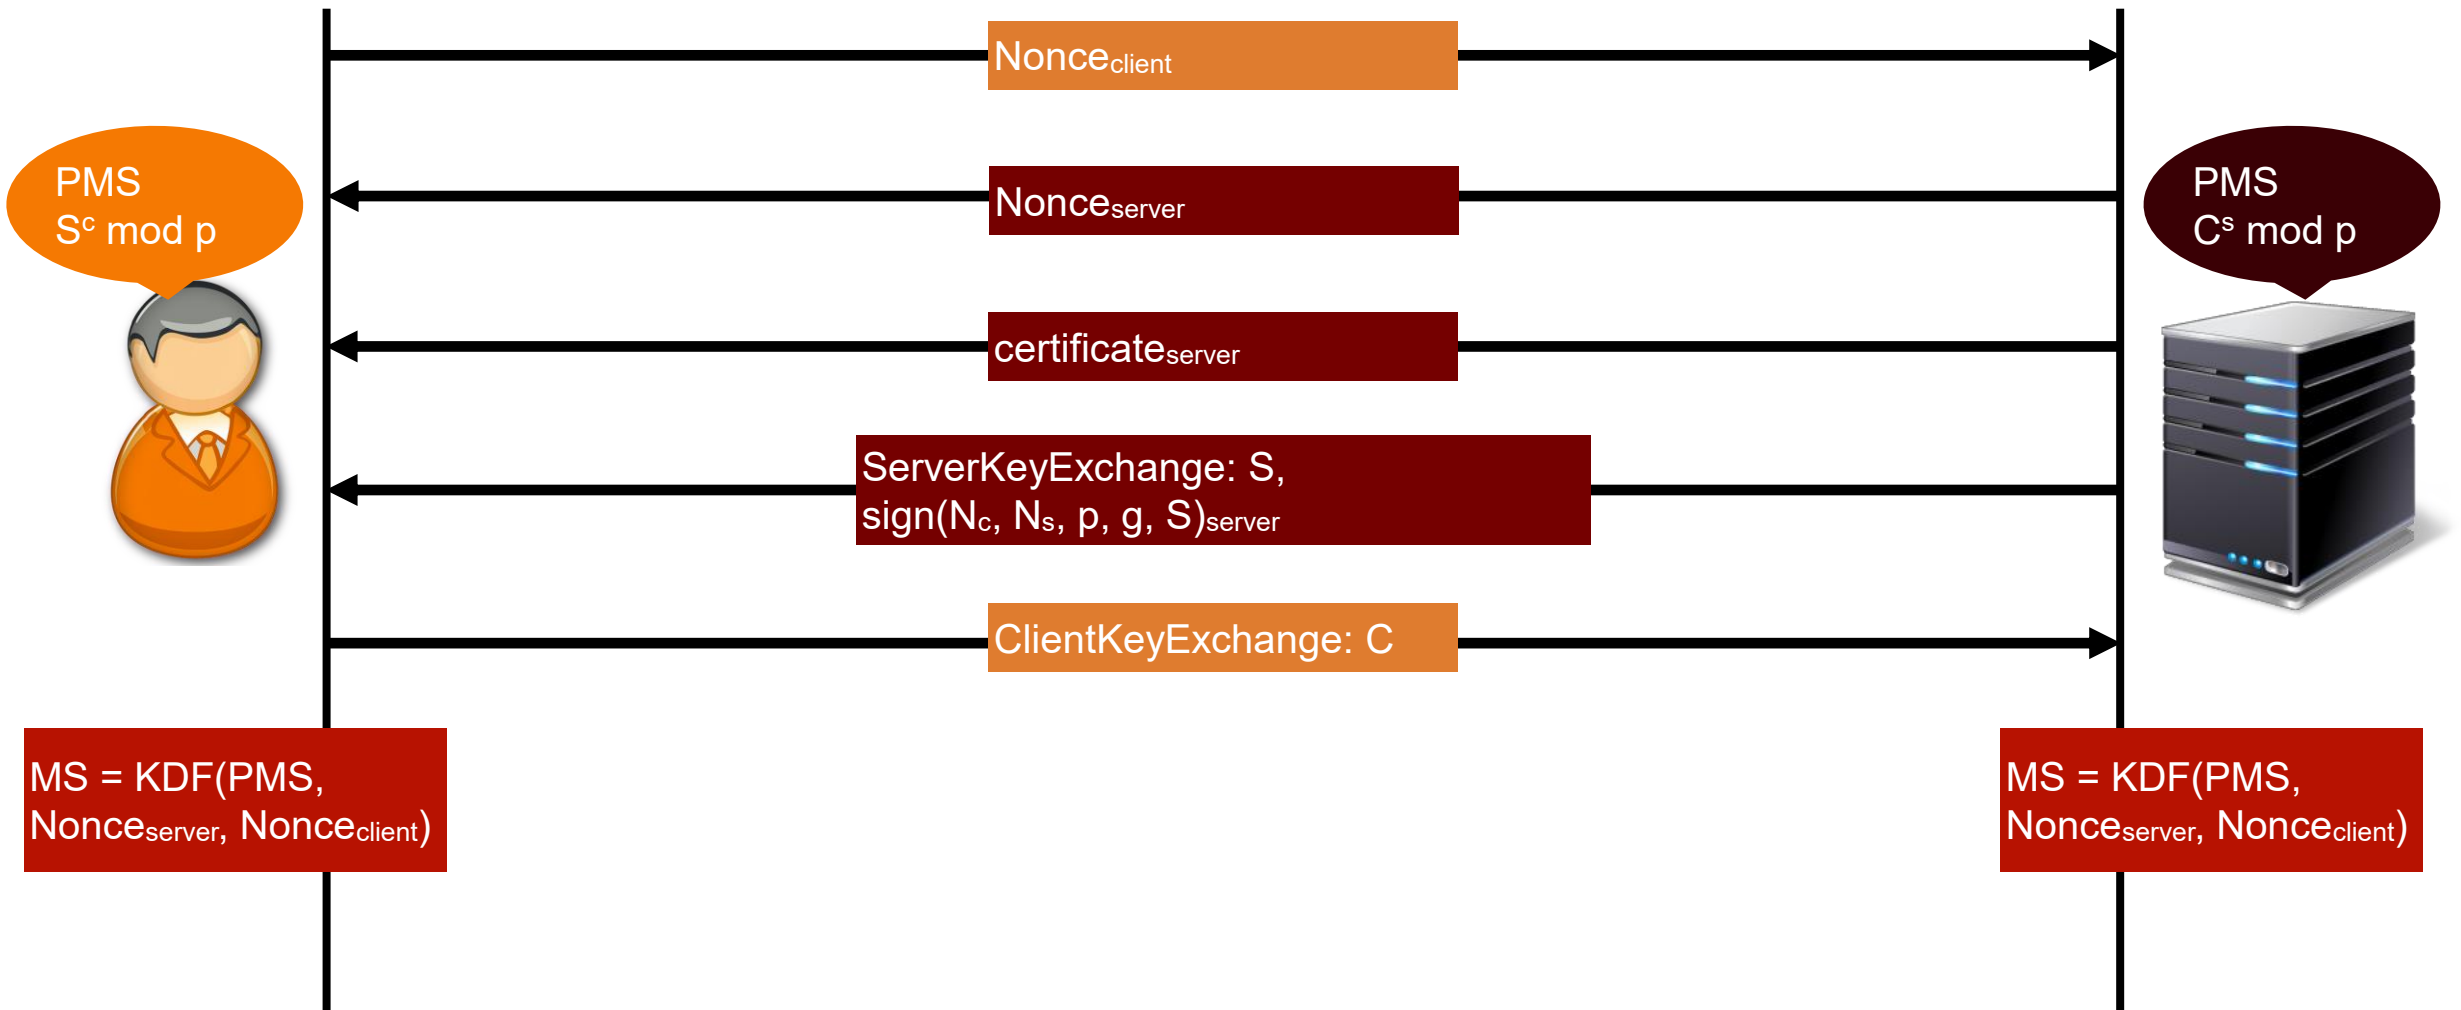 Nonceclient
PMS
Sᶜ mod p
PMS
Cˢ mod p
Nonceserver
certificateserver
ServerKeyExchange: S,
sign(Nc, Ns, p, g, S)server
ClientKeyExchange: C
MS = KDF(PMS,
Nonceserver, Nonceclient)
MS = KDF(PMS,
Nonceserver, Nonceclient)